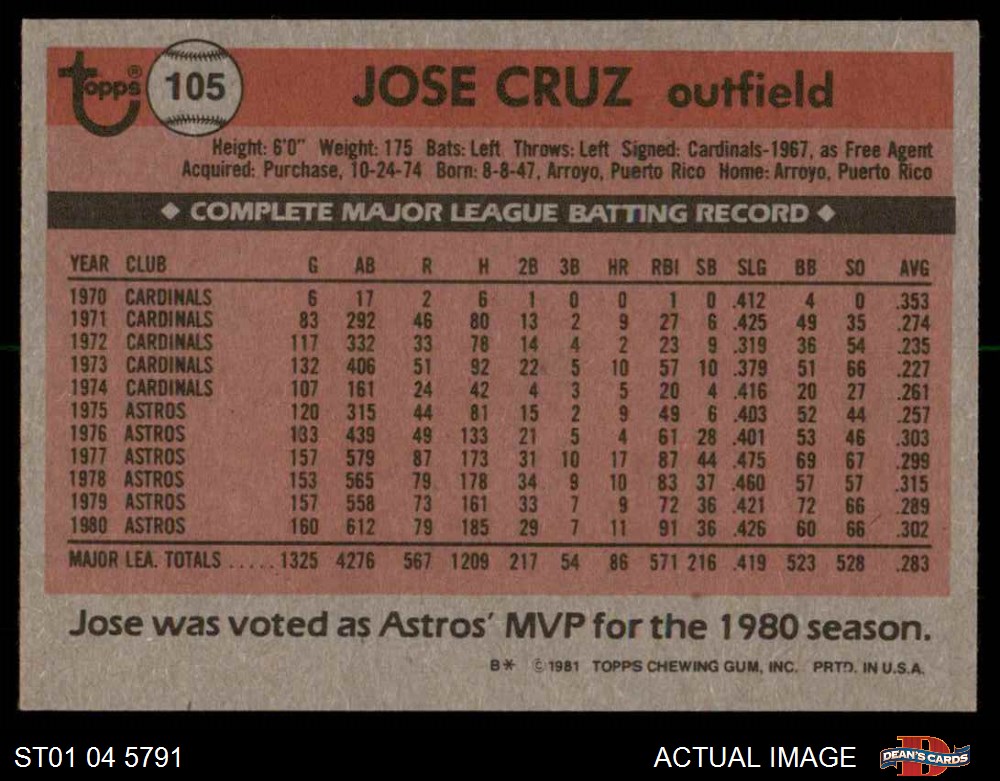 topps® 105 JOSE CRUZ outfield
Height: 6'0" Weight: 175 Bats: Left Throws: Left Signed: Cardinals-1967, as Free Agent
Acquired: Purchase, 10-24-74 Born: 8-8-47, Arroyo, Puerto Rico Home: Arroyo, Puerto Rico
◆ COMPLETE MAJOR LEAGUE BATTING RECORD ◆
YEAR CLUB G AB R H 2B 3B HR RBI SB SLG BB SO AVG
1970 CARDINALS 6 17 2 6 1 0 0 1 0 .412 4 0 .353
1971 CARDINALS 83 292 46 80 13 2 9 27 6 .425 49 35 .274
1972 CARDINALS 117 332 33 78 14 4 2 23 9 .319 36 54 .235
1973 CARDINALS 132 406 51 92 22 5 10 57 10 .379 51 66 .227
1974 CARDINALS 107 161 24 42 4 3 5 20 4 .416 20 27 .261
1975 ASTROS 120 315 44 81 15 2 9 49 6 .403 52 44 .257
1976 ASTROS 133 439 49 133 21 5 4 61 28 .401 53 46 .303
1977 ASTROS 157 579 87 173 31 10 17 87 44 .475 69 67 .299
1978 ASTROS 153 565 79 178 34 9 10 83 37 .460 57 57 .315
1979 ASTROS 157 558 73 161 33 7 9 72 36 .421 72 66 .289
1980 ASTROS 160 612 79 185 29 7 11 91 36 .426 60 66 .302
MAJOR LEA. TOTALS ..... 1325 4276 567 1209 217 54 86 571 216 .419 523 528 .283
Jose was voted as Astros' MVP for the 1980 season.
B* © 1981 TOPPS CHEWING GUM, INC. PRTD. IN U.S.A.
ST01 04 5791 ACTUAL IMAGE DEAN'S CARDS